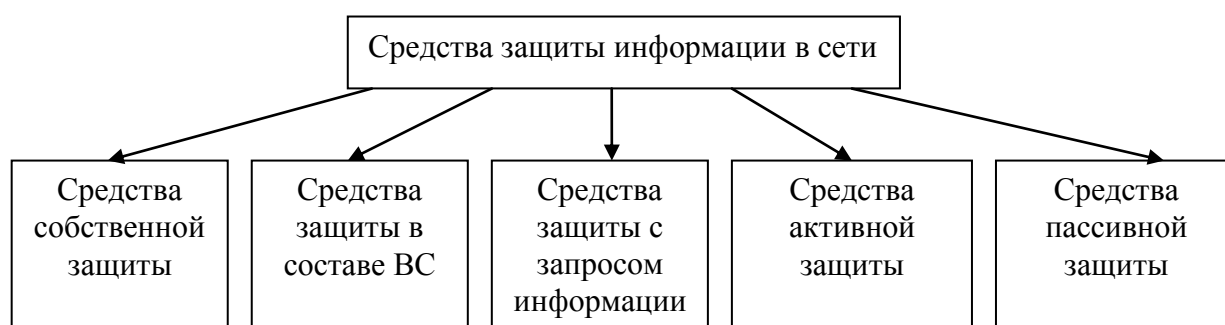 Средства защиты информации в сети
Средства
собственной
защиты
Средства
защиты в
составе ВС
Средства
защиты с
запросом
информации
Средства
активной
защиты
Средства
пассивной
защиты